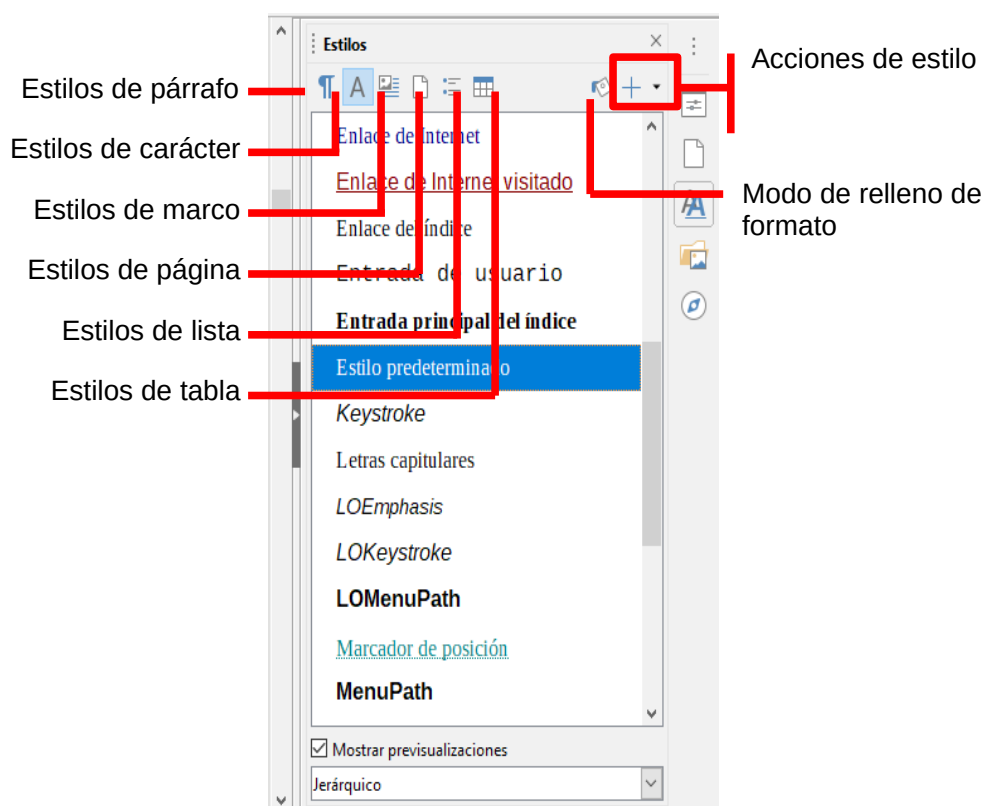 Estilos
Acciones de estilo
Estilos de párrafo
Estilos de carácter
Estilos de marco
Estilos de página
Estilos de lista
Estilos de tabla
Modo de relleno de
formato
A
Enlace de Internet
Enlace de Internet visitado
Enlace del índice
Entrada de usuario
Entrada principal del índice
Estilo predeterminado
Keystroke
Letras capitulares
LOEmphasis
LOKeystroke
LOMenuPath
Marcador de posición
MenuPath
Mostrar previsualizaciones
Jerárquico